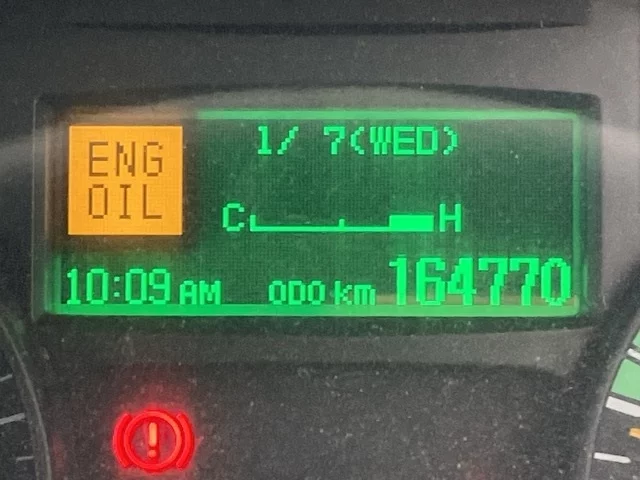 ENG
OIL
1/ 7(WED)
C H
10:09 AM ODO km 164770